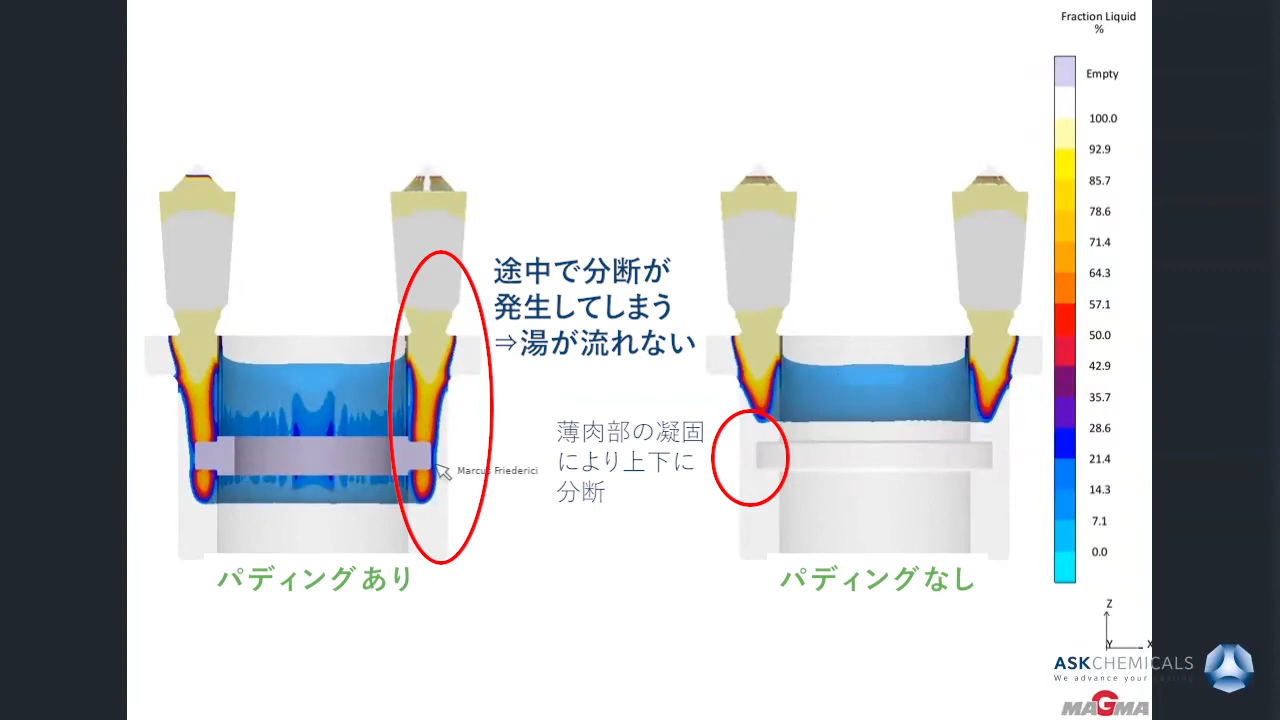 Fraction Liquid
%
Empty
100.0
92.9
85.7
78.6
71.4
64.3
57.1
50.0
42.9
35.7
28.6
21.4
14.3
7.1
0.0
途中で分断が
発生してしまう
⇒湯が流れない
薄肉部の凝固
により上下に
分断
Marcus Friederici
パディングあり
パディングなし
Z
Y X
ASKCHEMICALS
We advance your casting
MAGMA